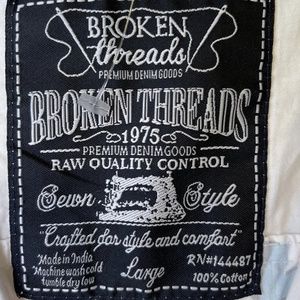 BROKEN
threads
PREMIUM DENIM GOODS
BROKEN THREADS
1975
PREMIUM DENIM GOODS
RAW QUALITY CONTROL
Sewn Style
"Crafted for style and comfort"
Made in India
Machine wash cold
tumble dry low
Large
RN#144487
100% Cotton